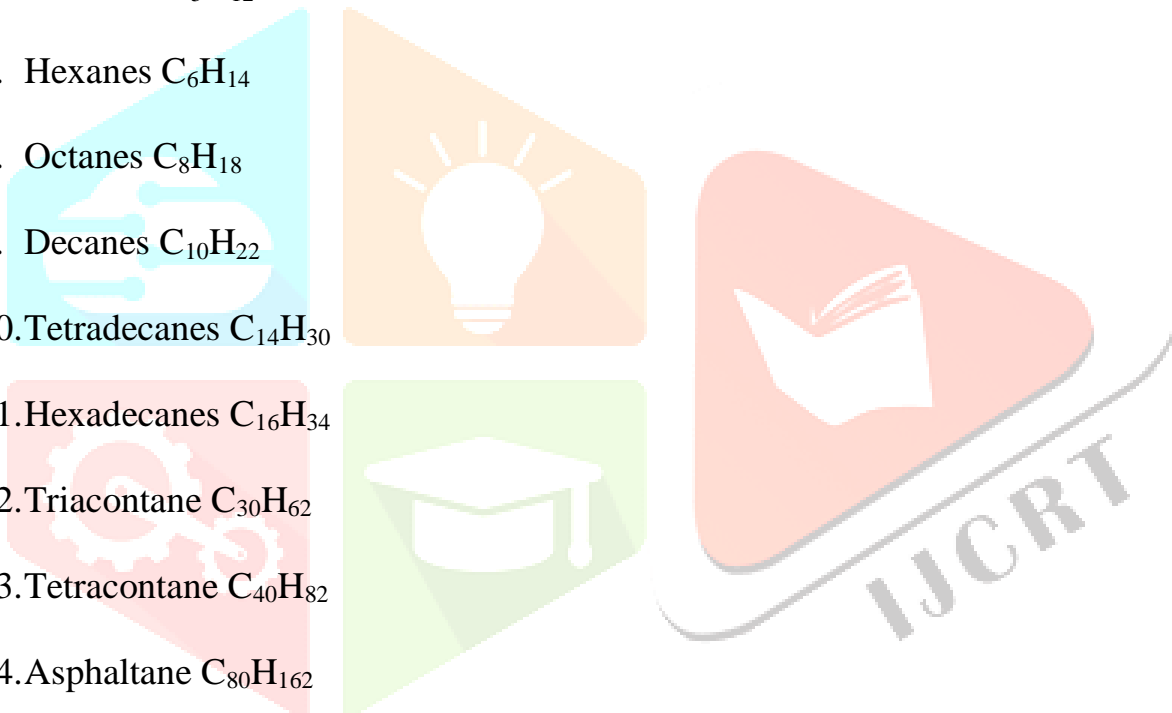 . Hexanes C₆H₁₄
. Octanes C₈H₁₈
. Decanes C₁₀H₂₂
0.Tetradecanes C₁₄H₃₀
1.Hexadecanes C₁₆H₃₄
2.Triacontane C₃₀H₆₂
3.Tetracontane C₄₀H₈₂
4.Asphaltane C₈₀H₁₆₂
IJCRT